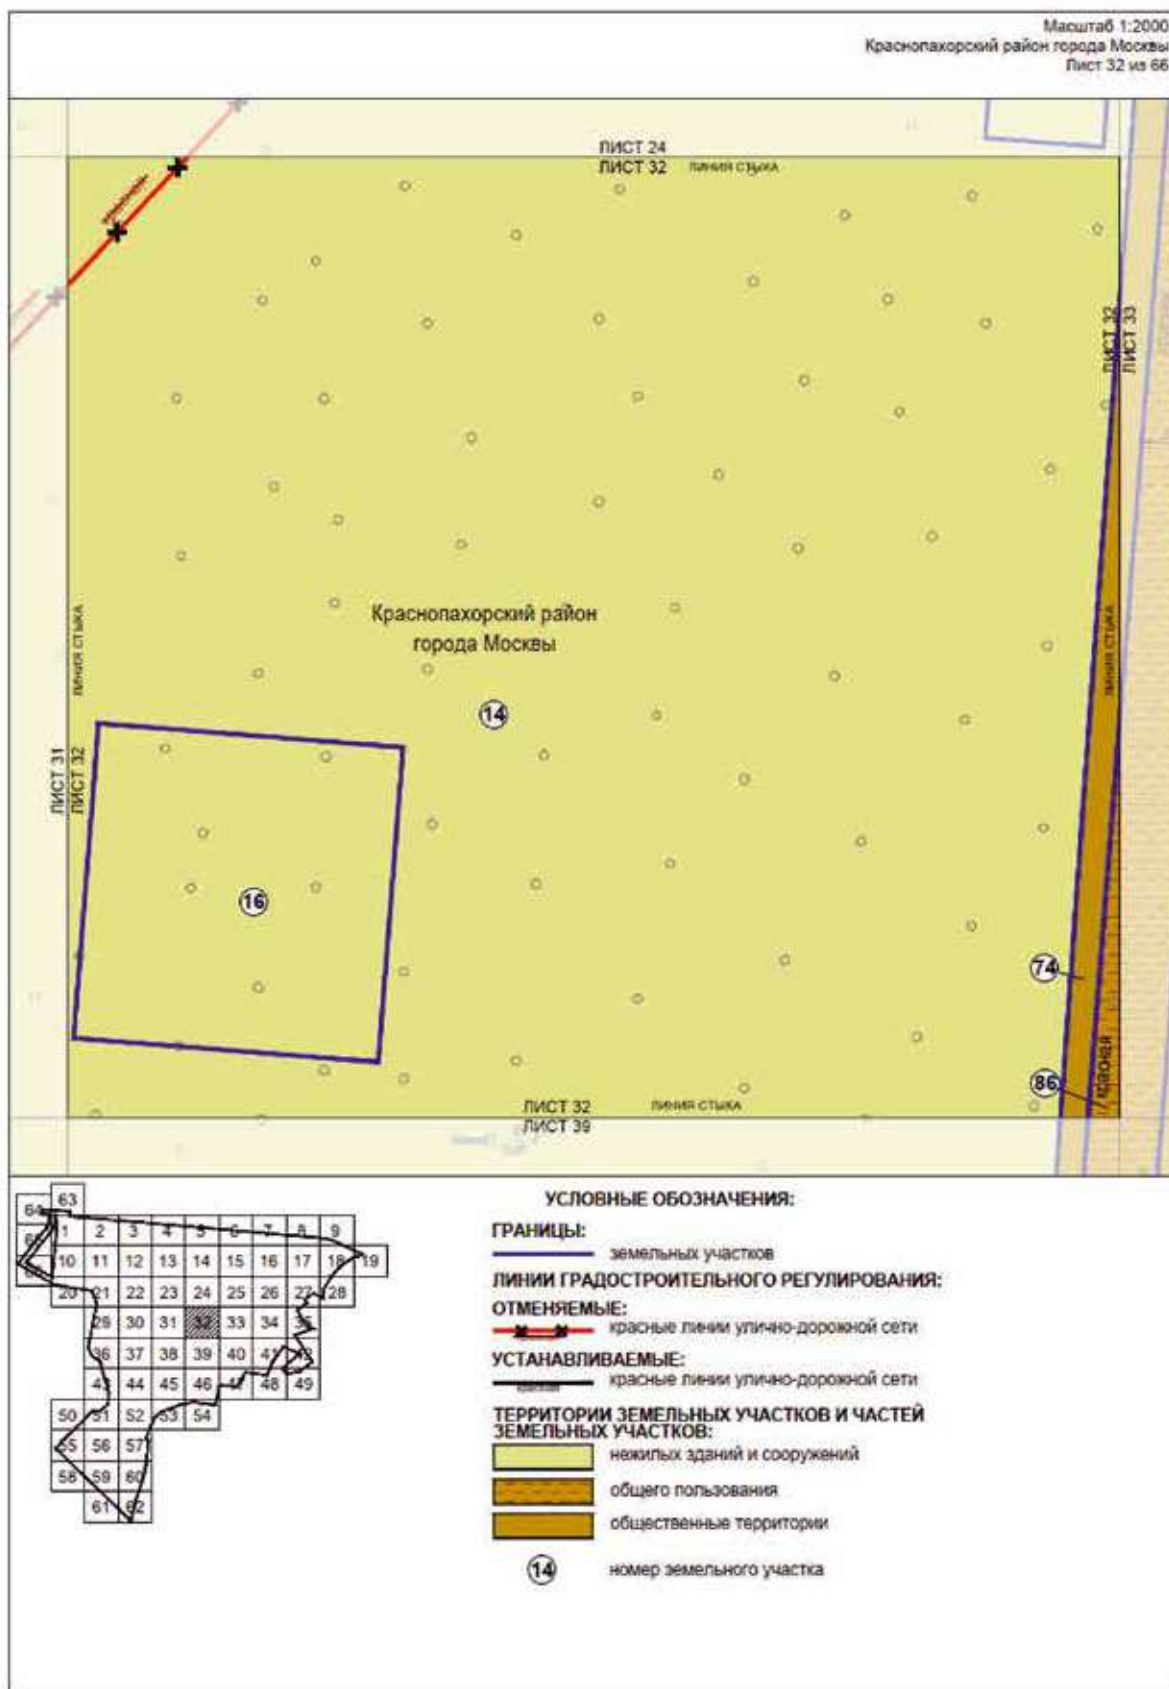 Масштаб 1:2000
Краснопахорский район города Москвы
Лист 32 из 66
ЛИСТ 24
ЛИСТ 32 ЛИНИЯ СТЫКА
ЛИСТ 32
ЛИСТ 33
ЛИНИЯ СТЫКА
ЛИНИЯ СТЫКА
Краснопахорский район
города Москвы
14
ЛИСТ 31
ЛИСТ 32
16
74
86
красная
ЛИСТ 32 ЛИНИЯ СТЫКА
ЛИСТ 39
63
64
1 2 3 4 5 6 7 8 9
10 11 12 13 14 15 16 17 18 19
20 21 22 23 24 25 26 27 28
29 30 31 32 33 34 35
36 37 38 39 40 41 42
43 44 45 46 47 48 49
50 51 52 53 54
55 56 57
58 59 60
61 62
УСЛОВНЫЕ ОБОЗНАЧЕНИЯ:
ГРАНИЦЫ:
земельных участков
ЛИНИИ ГРАДОСТРОИТЕЛЬНОГО РЕГУЛИРОВАНИЯ:
ОТМЕНЯЕМЫЕ:
красные линии улично-дорожной сети
УСТАНАВЛИВАЕМЫЕ:
красная
красные линии улично-дорожной сети
ТЕРРИТОРИИ ЗЕМЕЛЬНЫХ УЧАСТКОВ И ЧАСТЕЙ
ЗЕМЕЛЬНЫХ УЧАСТКОВ:
нежилых зданий и сооружений
общего пользования
общественные территории
14 номер земельного участка